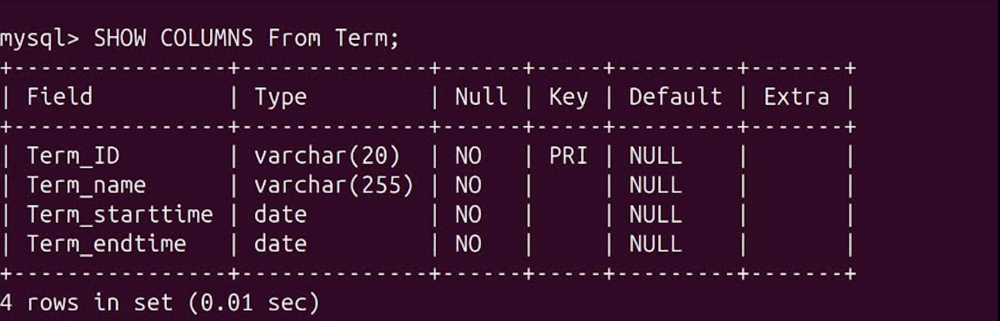 mysql> SHOW COLUMNS From Term;
+-----------------+--------------+------+-----+---------+-------+
| Field           | Type         | Null | Key | Default | Extra |
+-----------------+--------------+------+-----+---------+-------+
| Term_ID         | varchar(20)  | NO   | PRI | NULL    |       |
| Term_name       | varchar(255) | NO   |     | NULL    |       |
| Term_starttime  | date         | NO   |     | NULL    |       |
| Term_endtime    | date         | NO   |     | NULL    |       |
+-----------------+--------------+------+-----+---------+-------+
4 rows in set (0.01 sec)